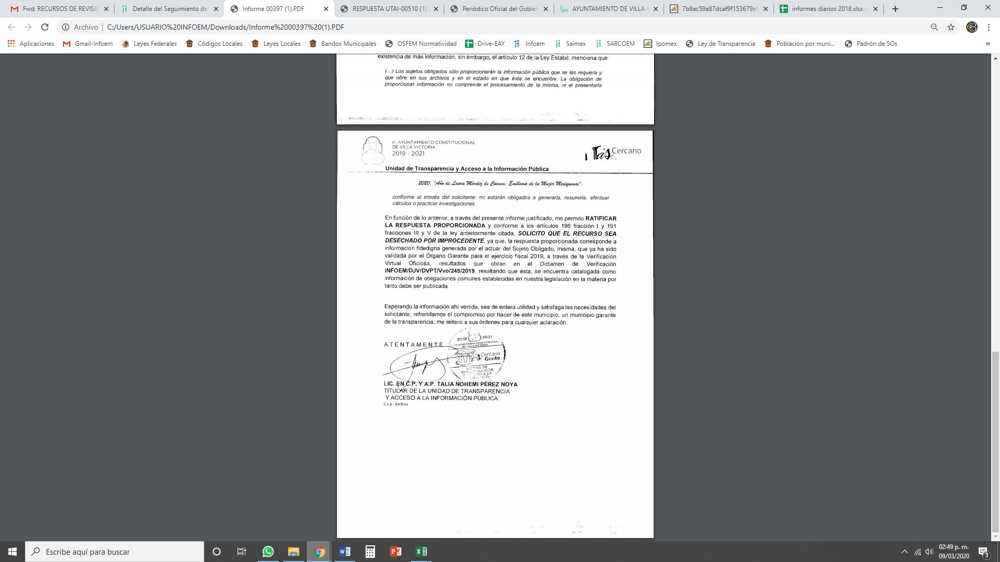 Fwd: RECURSOS DE REVISIÓ
Detalle del Seguimiento de
Informe 00397 (1).PDF
RESPUESTA UTAI-00510 (1).
Periódico Oficial del Gobier
AYUNTAMIENTO DE VILLA V
7b8ac59a87dcaf9f153679ef
informes diarios 2018.xlsx -
Archivo
C:/Users/USUARIO%20INFOEM/Downloads/Informe%2000397%20(1).PDF
Aplicaciones
Gmail-Infoem
Leyes Federales
Códigos Locales
Leyes Locales
Bandos Municipales
OSFEM Normatividad
Drive-EAY
Infoem
Saimex
SARCOEM
Ipomex
Ley de Transparencia
Población por muni...
Padrón de SOs
»
existencia de más información, sin embargo, el artículo 12 de la Ley Estatal, menciona que:
(...) Los sujetos obligados sólo proporcionarán la información pública que se les requiera y
que obre en sus archivos y en el estado en que ésta se encuentre. La obligación de
proporcionar información no comprende el procesamiento de la misma, ni el presentarla
H. AYUNTAMIENTO CONSTITUCIONAL
DE VILLA VICTORIA
2019 - 2021
Más Cercano
a la
Unidad de Transparencia y Acceso a la Información Pública
2020. "Año de Laura Méndez de Cuenca; Emblema de la Mujer Mexiquense".
conforme al interés del solicitante; no estarán obligados a generarla, resumirla, efectuar
cálculos o practicar investigaciones.
En función de lo anterior, a través del presente informe justificado, me permito RATIFICAR
LA RESPUESTA PROPORCIONADA y conforme a los artículos 186 fracción I y 191
fracciones III y V de la ley anteriormente citada, SOLICITO QUE EL RECURSO SEA
DESECHADO POR IMPROCEDENTE, ya que, la respuesta proporcionada corresponde a
información fidedigna generada por el actuar del Sujeto Obligado, misma, que ya ha sido
validada por el Órgano Garante para el ejercicio fiscal 2019, a través de la Verificación
Virtual Oficiosa, resultados que obran en el Dictamen de Verificación
INFOEM/DJV/DVPT/Vvo/245/2019, resaltando que ésta, se encuentra catalogada como
información de obligaciones comunes establecidas en nuestra legislación en la materia por
tanto debe ser publicada.
Esperando la información ahí vertida, sea de entera utilidad y satisfaga las necesidades del
solicitante, refrendamos el compromiso por hacer de este municipio, un municipio garante
de la transparencia, me reitero a sus órdenes para cualquier aclaración.
2019 2021
AYUNTAMIENTO CONSTITUCIONAL
DE VILLA VICTORIA
ATENTAMENTE
Más Cercano
Gente
UNIDAD DE
TRANSPARENCIA
Y ACCESO A LA
INFORMACIÓN
LIC. EN C.P. Y A.P. TALIA NOHEMI PÉREZ NOYA
TITULAR DE LA UNIDAD DE TRANSPARENCIA
Y ACCESO A LA INFORMACIÓN PÚBLICA
C.c.p - Archivo
Escribe aquí para buscar
02:49 p. m.
09/03/2020
3